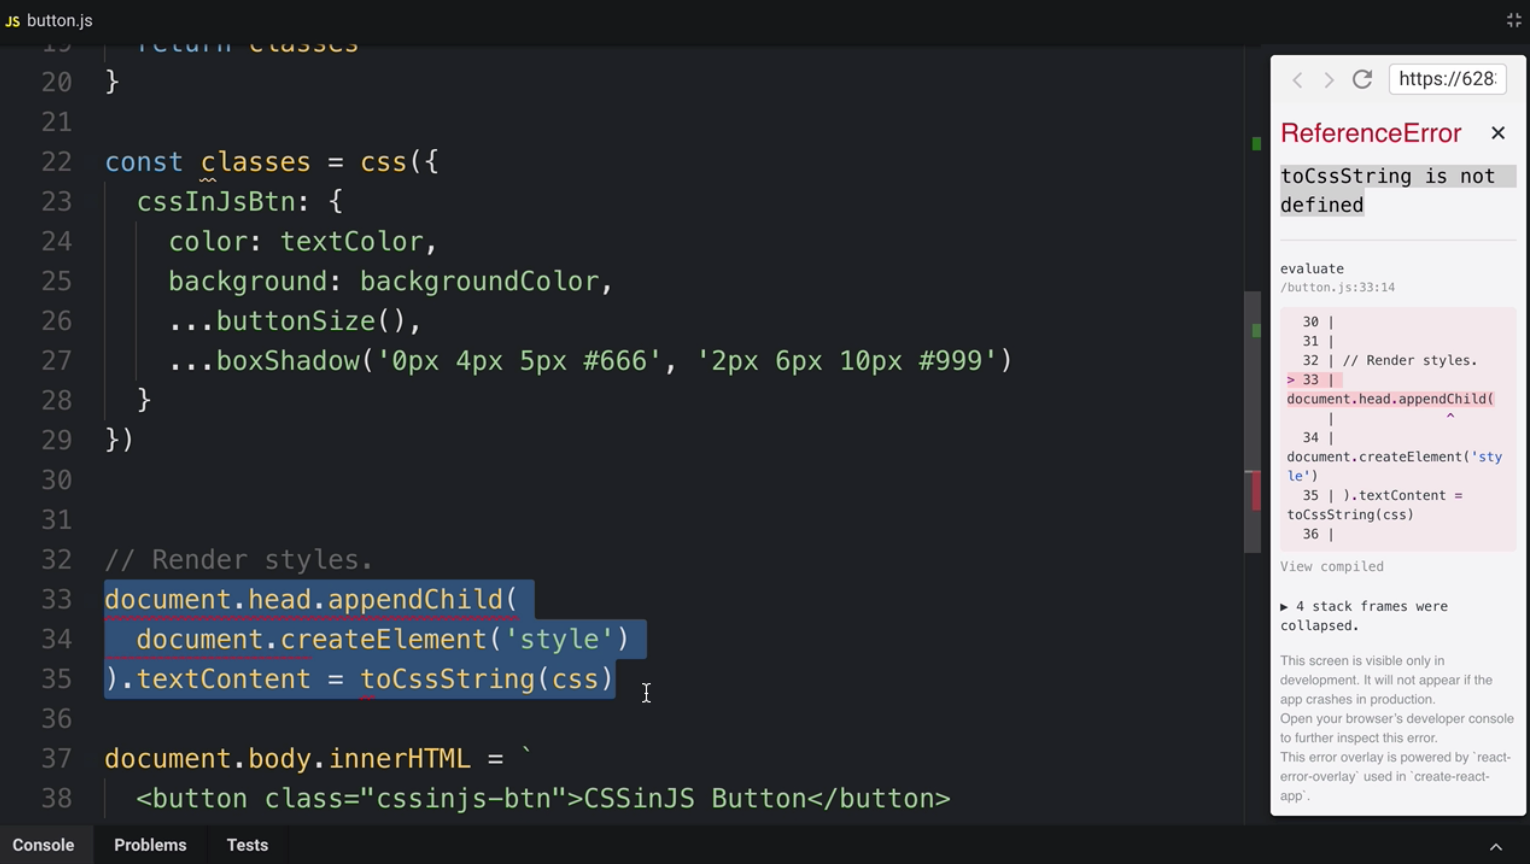 JS button.js
19 return classes
20 }
21
22 const classes = css({
23 cssInJsBtn: {
24 color: textColor,
25 background: backgroundColor,
26 ...buttonSize(),
27 ...boxShadow('0px 4px 5px #666', '2px 6px 10px #999')
28 }
29 })
30
31
32 // Render styles.
33 document.head.appendChild(
34 document.createElement('style')
35 ).textContent = toCssString(css)
36
37 document.body.innerHTML = `
38 <button class="cssinjs-btn">CSSinJS Button</button>
Console Problems Tests
https://628:
ReferenceError ×
toCssString is not
defined
evaluate
/button.js:33:14
30 |
31 |
32 | // Render styles.
> 33 |
document.head.appendChild(
| ^
34 |
document.createElement('sty
le')
35 | ).textContent =
toCssString(css)
36 |
View compiled
▶ 4 stack frames were
collapsed.
This screen is visible only in
development. It will not appear if the
app crashes in production.
Open your browser's developer console
to further inspect this error.
This error overlay is powered by `react-
error-overlay` used in `create-react-
app`.